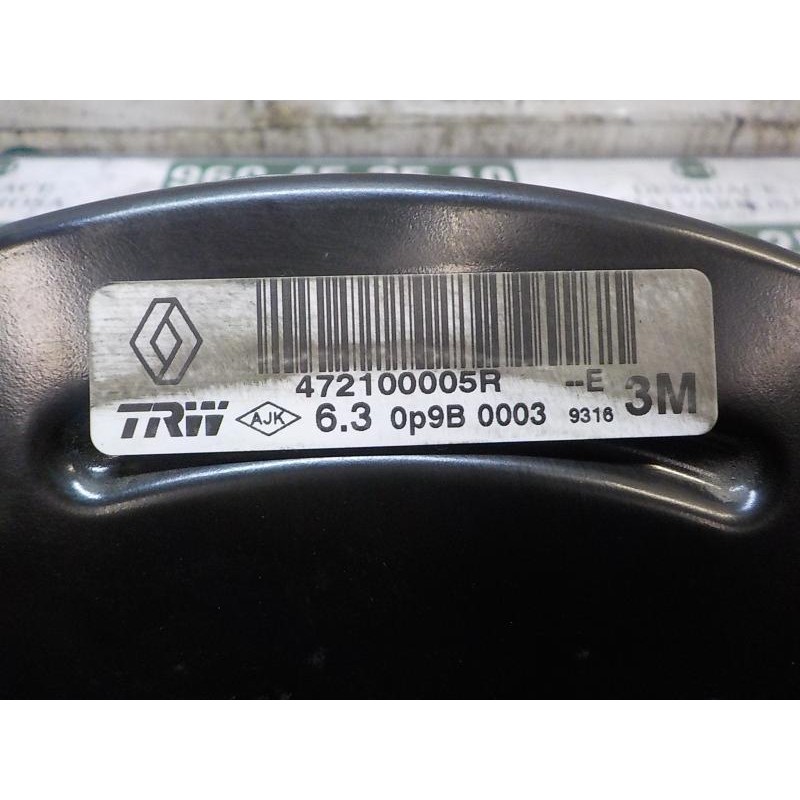 472100005R --E 3M
TRW AJK 6.3 0p9B 0003 9316